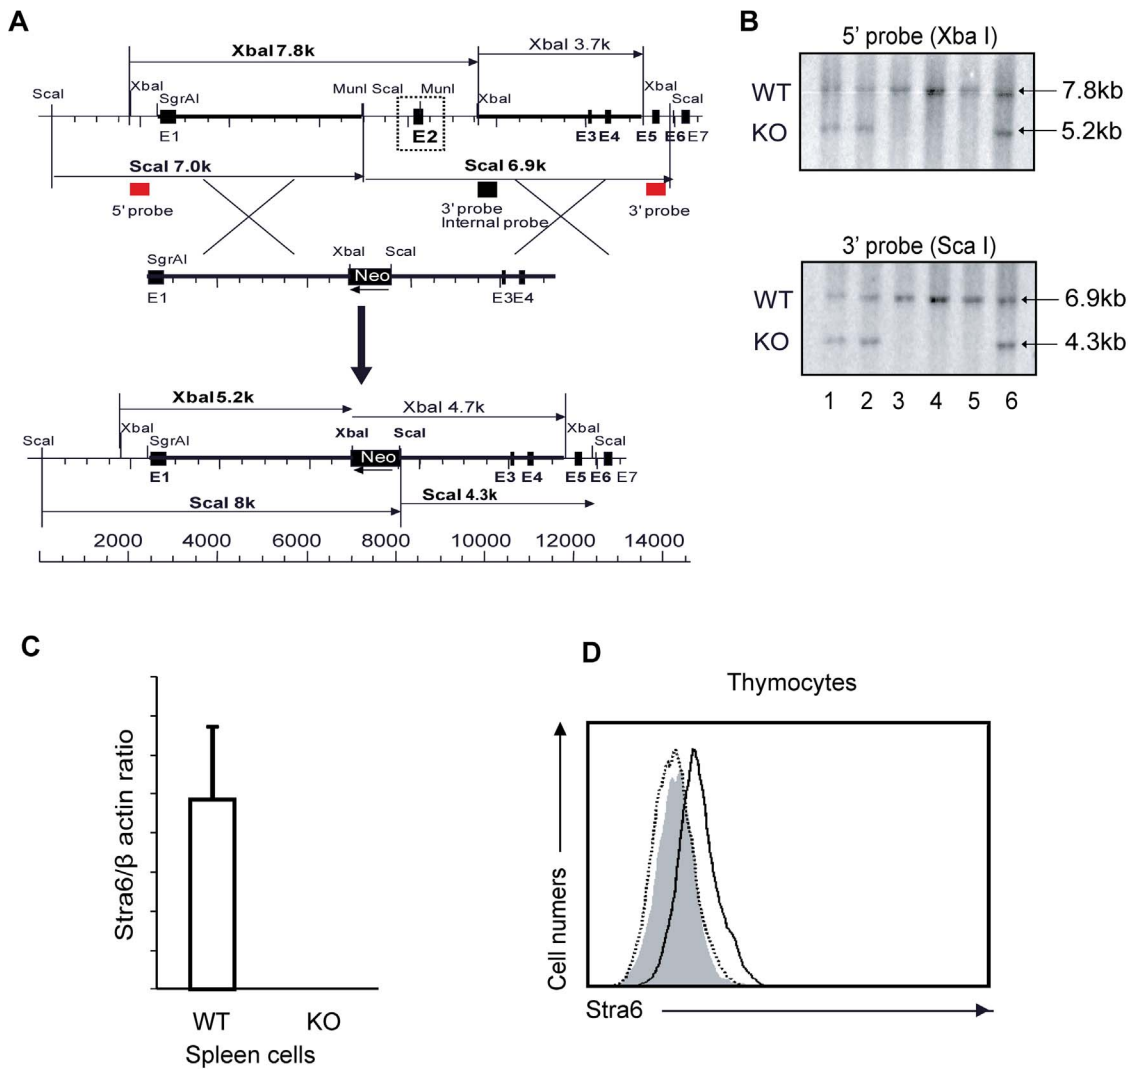 A
XbaI 7.8k
XbaI 3.7k
ScaI
XbaI
SgrAI
MunI
ScaI
MunI
XbaI
XbaI
ScaI
E1
E2
E3 E4
E5
E6 E7
ScaI 7.0k
ScaI 6.9k
5' probe
3' probe
Internal probe
3' probe
SgrAI
XbaI
ScaI
Neo
E1
E3 E4
XbaI 5.2k
XbaI 4.7k
ScaI
XbaI
SgrAI
XbaI
ScaI
XbaI
ScaI
Neo
E1
E3
E4
E5
E6
E7
ScaI 8k
ScaI 4.3k
2000 4000 6000 8000 10000 12000 14000
B
5' probe (Xba I)
WT
7.8kb
KO
5.2kb
3' probe (Sca I)
WT
6.9kb
KO
4.3kb
1 2 3 4 5 6
C
Stra6/β actin ratio
WT KO
Spleen cells
D
Thymocytes
Cell numers
Stra6